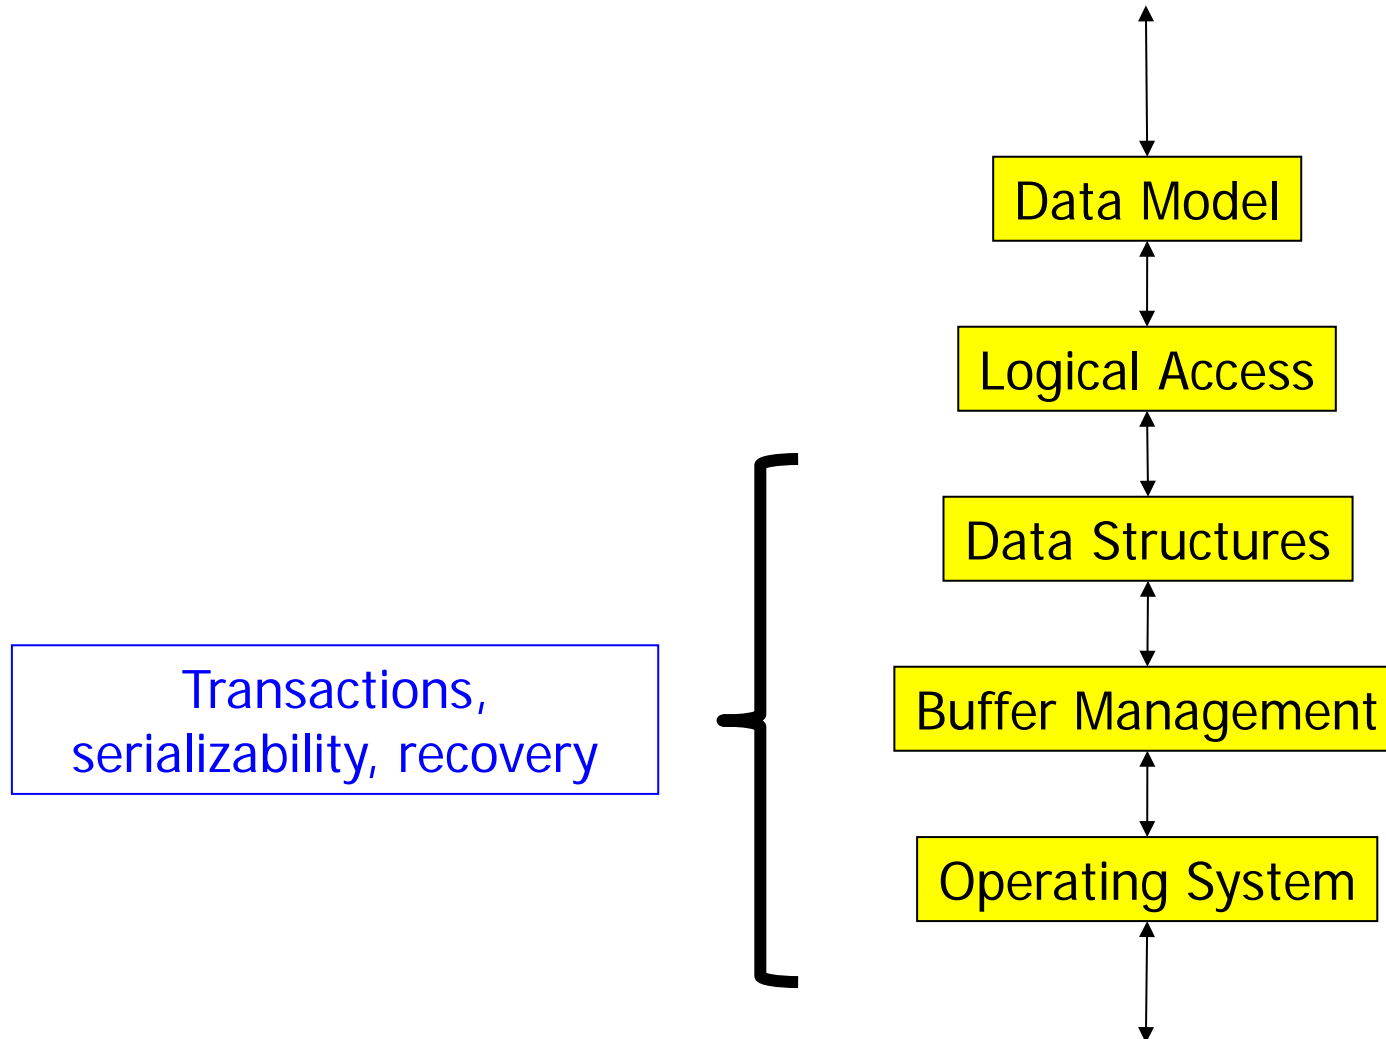 Data Model
Logical Access
Data Structures
Transactions,
serializability, recovery
Buffer Management
Operating System